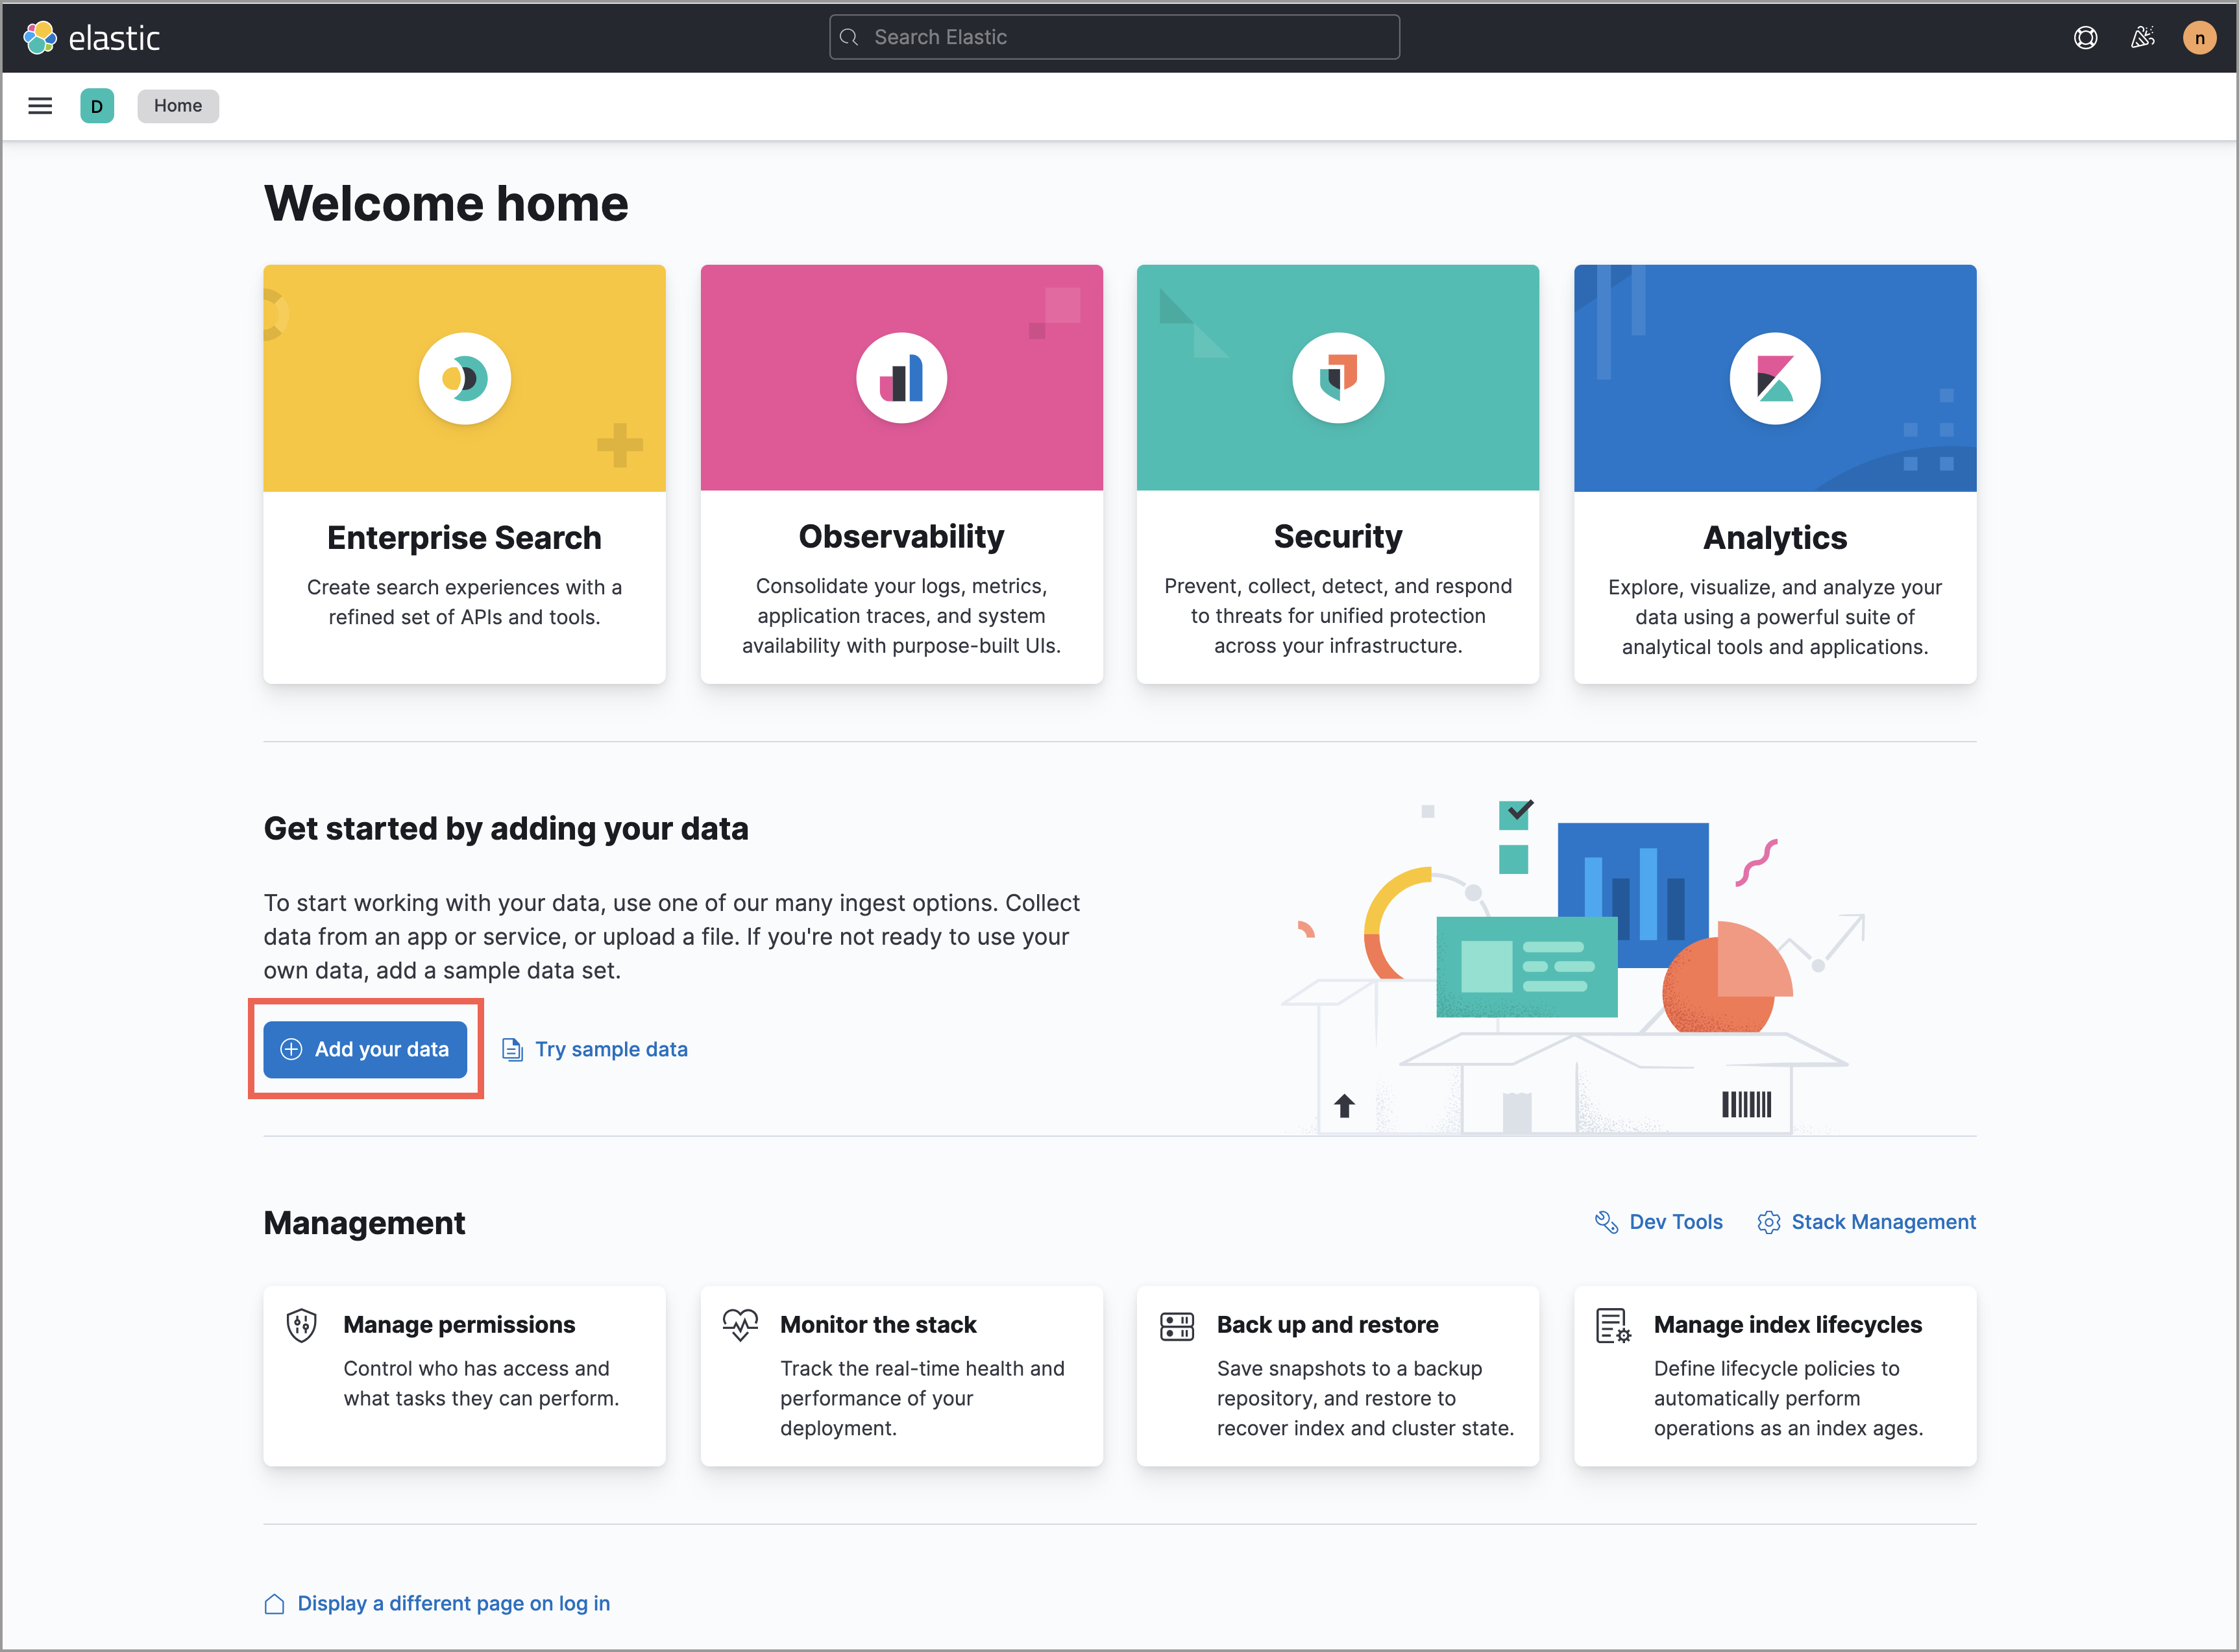 elastic
Search Elastic
n
D
Home
Welcome home
Enterprise Search
Create search experiences with a
refined set of APIs and tools.
Observability
Consolidate your logs, metrics,
application traces, and system
availability with purpose-built UIs.
Security
Prevent, collect, detect, and respond
to threats for unified protection
across your infrastructure.
Analytics
Explore, visualize, and analyze your
data using a powerful suite of
analytical tools and applications.
Get started by adding your data
To start working with your data, use one of our many ingest options. Collect
data from an app or service, or upload a file. If you're not ready to use your
own data, add a sample data set.
Add your data
Try sample data
Management
Dev Tools
Stack Management
Manage permissions
Control who has access and
what tasks they can perform.
Monitor the stack
Track the real-time health and
performance of your
deployment.
Back up and restore
Save snapshots to a backup
repository, and restore to
recover index and cluster state.
Manage index lifecycles
Define lifecycle policies to
automatically perform
operations as an index ages.
Display a different page on log in